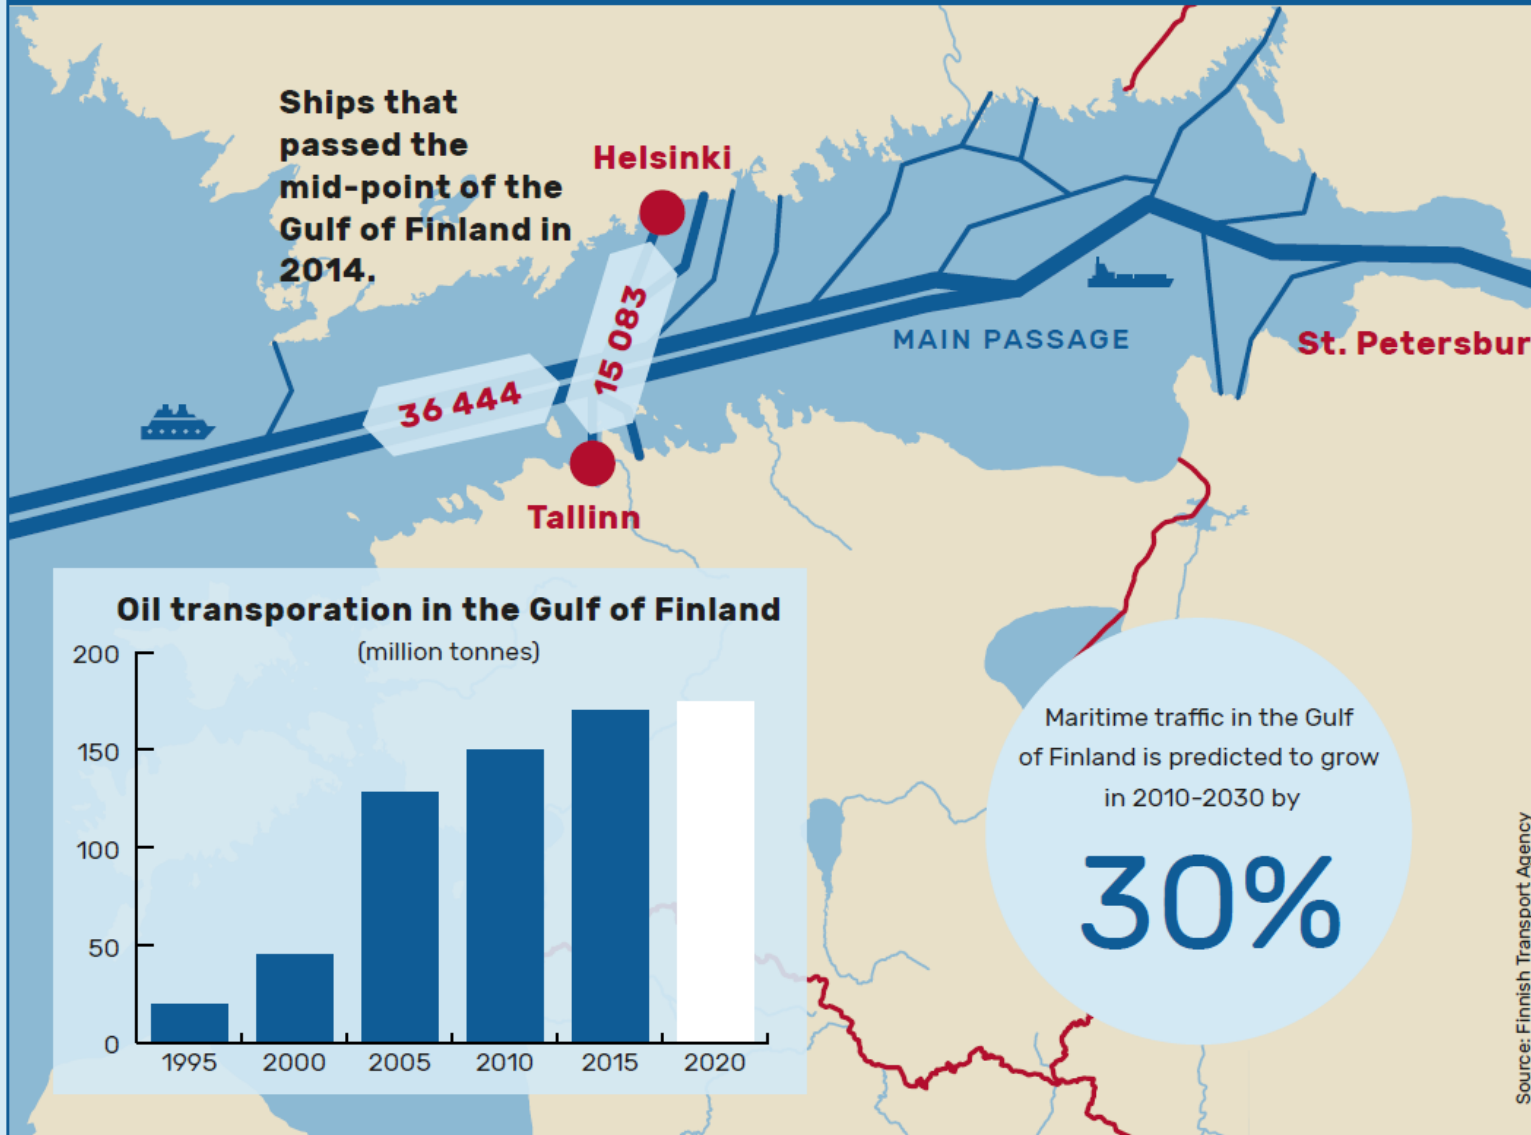 Ships that
passed the
mid-point of the
Gulf of Finland in
2014.
Helsinki
15 083
36 444
MAIN PASSAGE
St. Petersbur
Tallinn
Oil transporation in the Gulf of Finland
(million tonnes)
200
150
100
50
0
1995 2000 2005 2010 2015 2020
Maritime traffic in the Gulf
of Finland is predicted to grow
in 2010-2030 by
30%
Source: Finnish Transport Agency